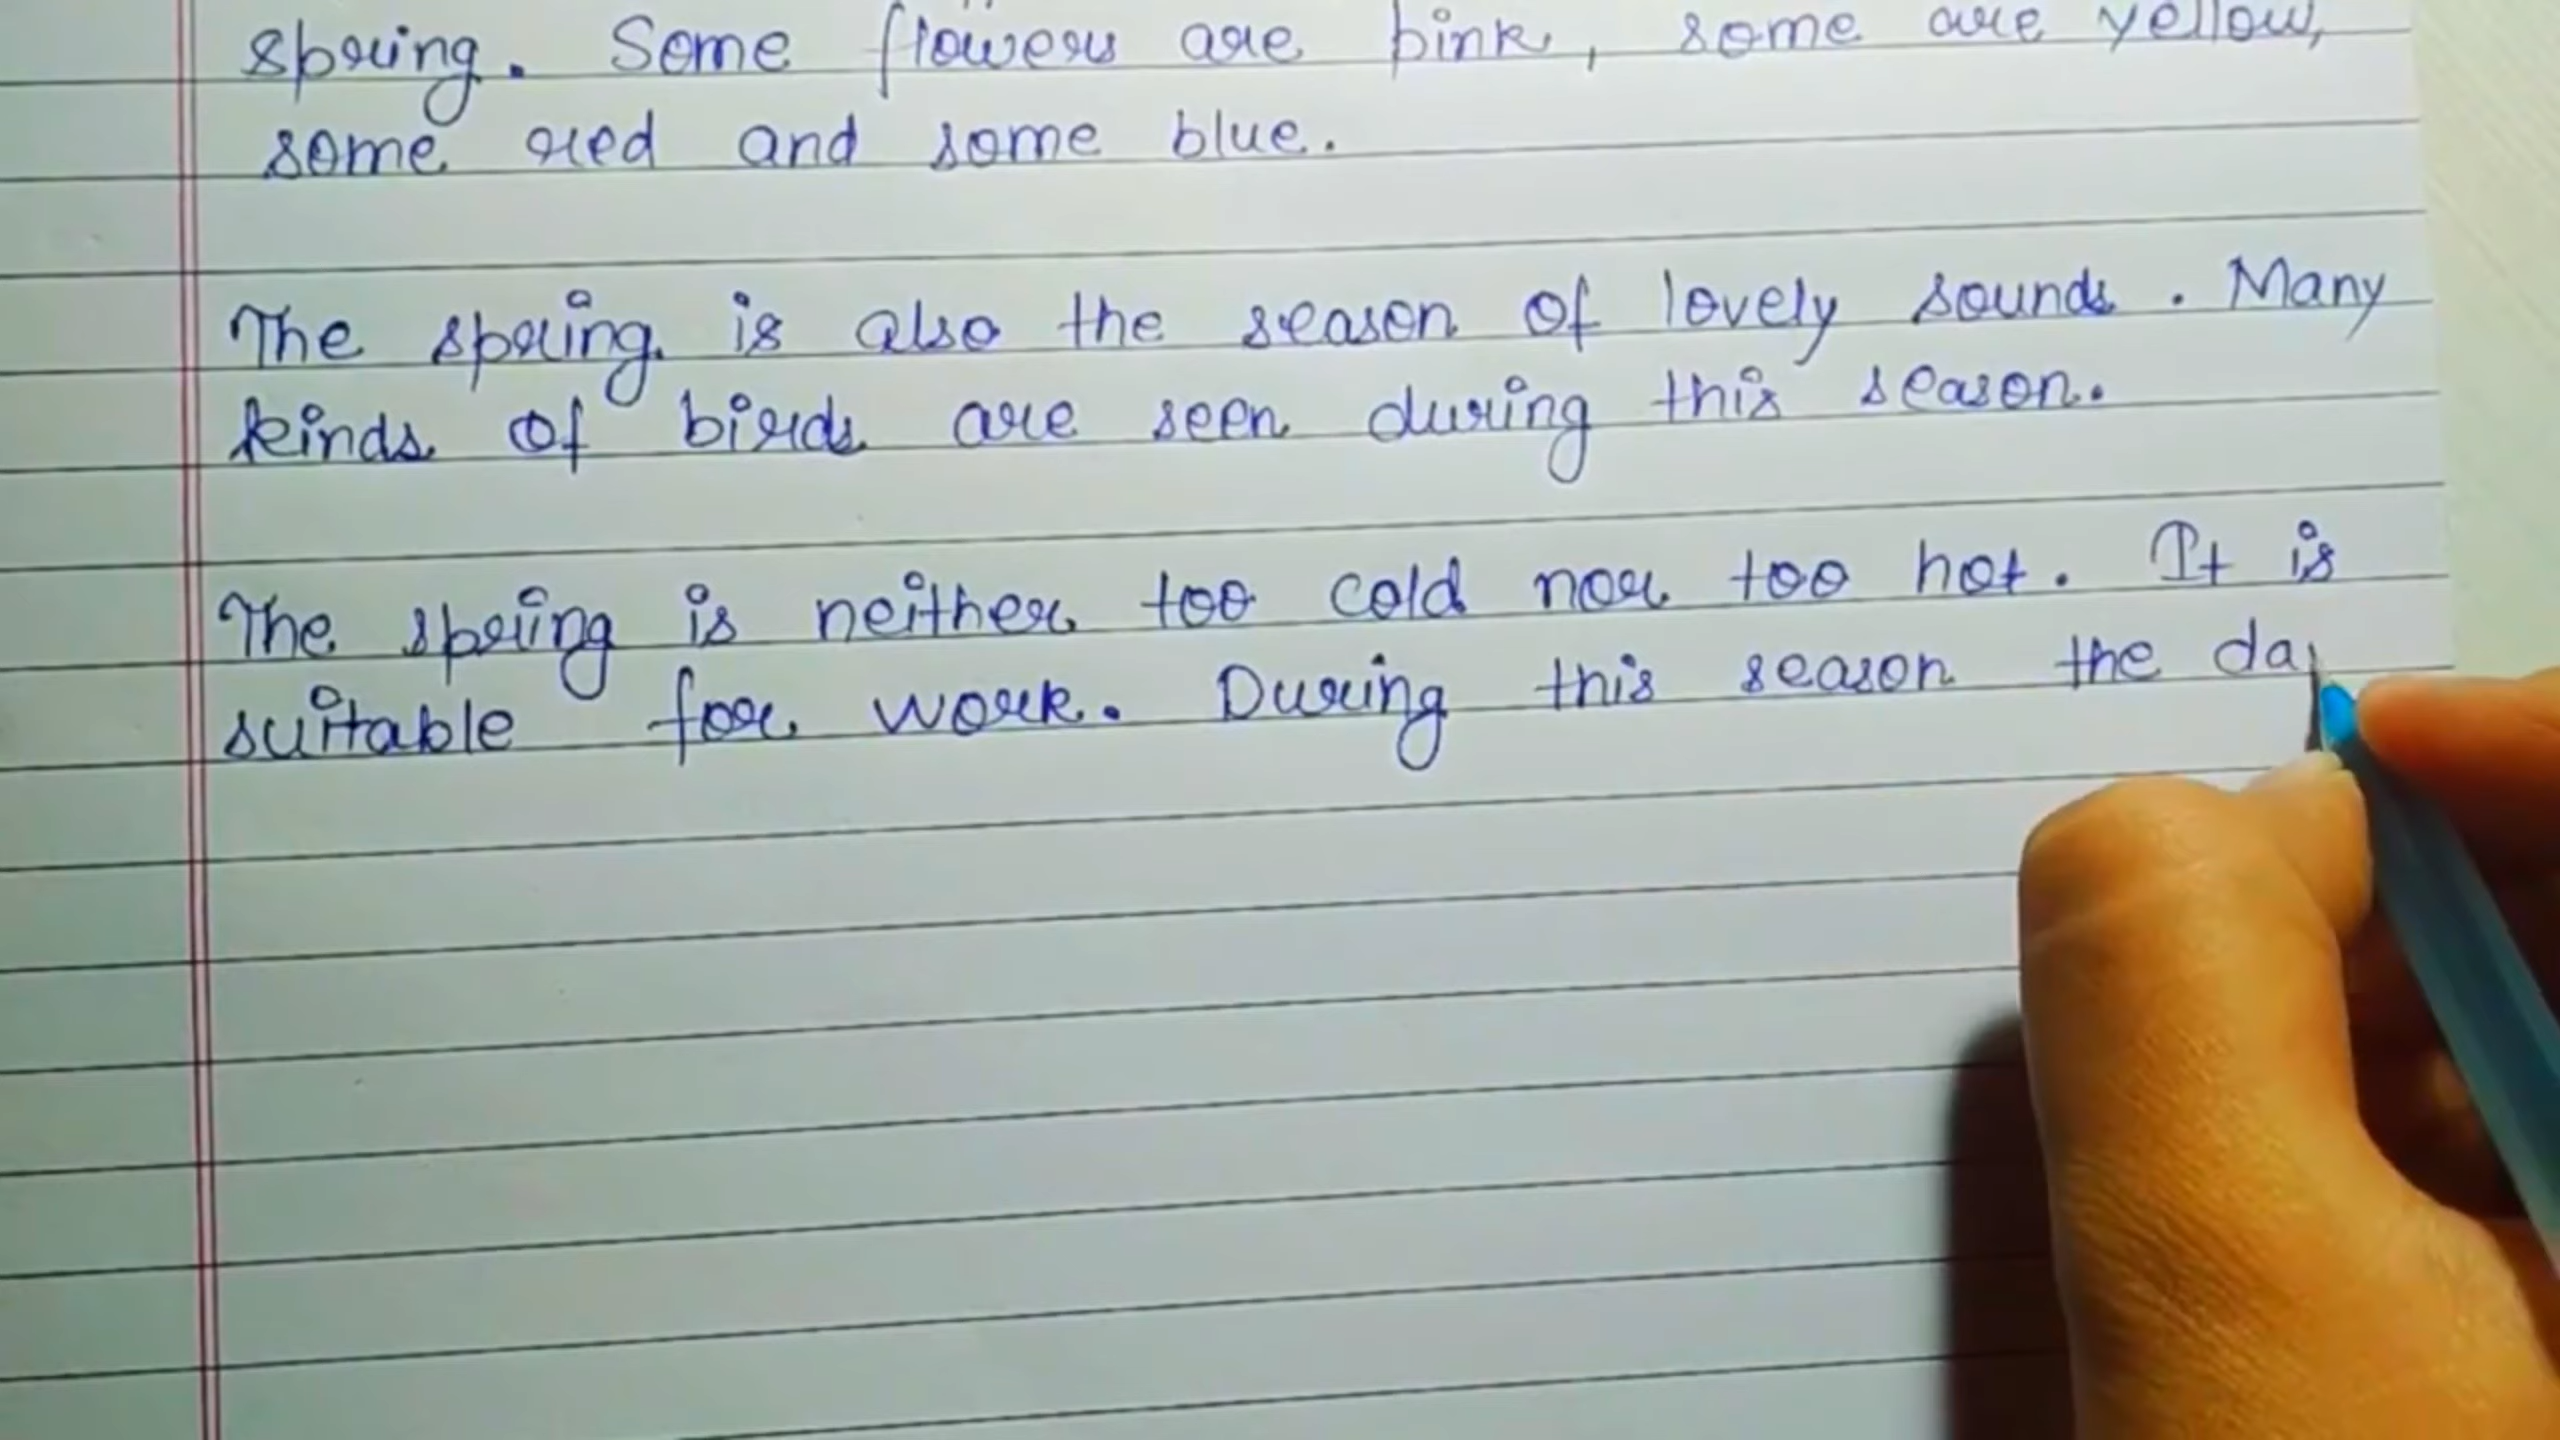 spring. Some flowers are pink, some are yellow,
some red and some blue.
The spring is also the season of lovely sounds. Many
kinds of birds are seen during this season.
The spring is neither too cold nor too hot. It is
suitable for work. During this season the da